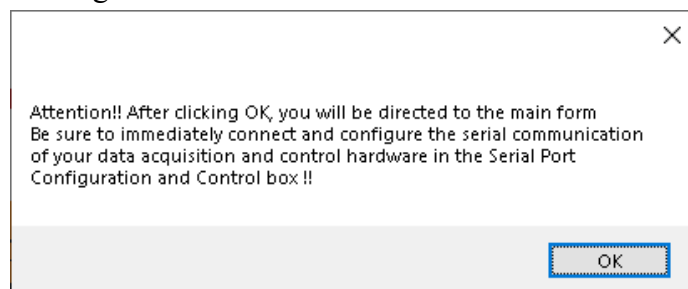 Attention!! After clicking OK, you will be directed to the main form
Be sure to immediately connect and configure the serial communication
of your data acquisition and control hardware in the Serial Port
Configuration and Control box !!
OK